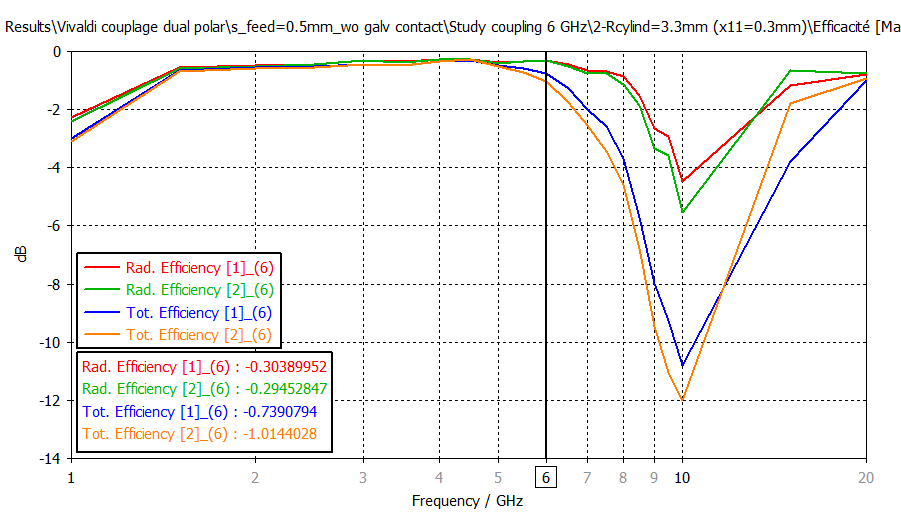 Results\Vivaldi couplage dual polar\s_feed=0.5mm_wo galv contact\Study coupling 6 GHz\2-Rcylind=3.3mm (x11=0.3mm)\Efficacité [Ma
0
-2
-4
-6
-8
-10
-12
-14
dB
Rad. Efficiency [1]_(6)
Rad. Efficiency [2]_(6)
Tot. Efficiency [1]_(6)
Tot. Efficiency [2]_(6)
Rad. Efficiency [1]_(6) : -0.30389952
Rad. Efficiency [2]_(6) : -0.29452847
Tot. Efficiency [1]_(6) : -0.7390794
Tot. Efficiency [2]_(6) : -1.0144028
1 2 3 4 5 6 7 8 9 10 20
Frequency / GHz